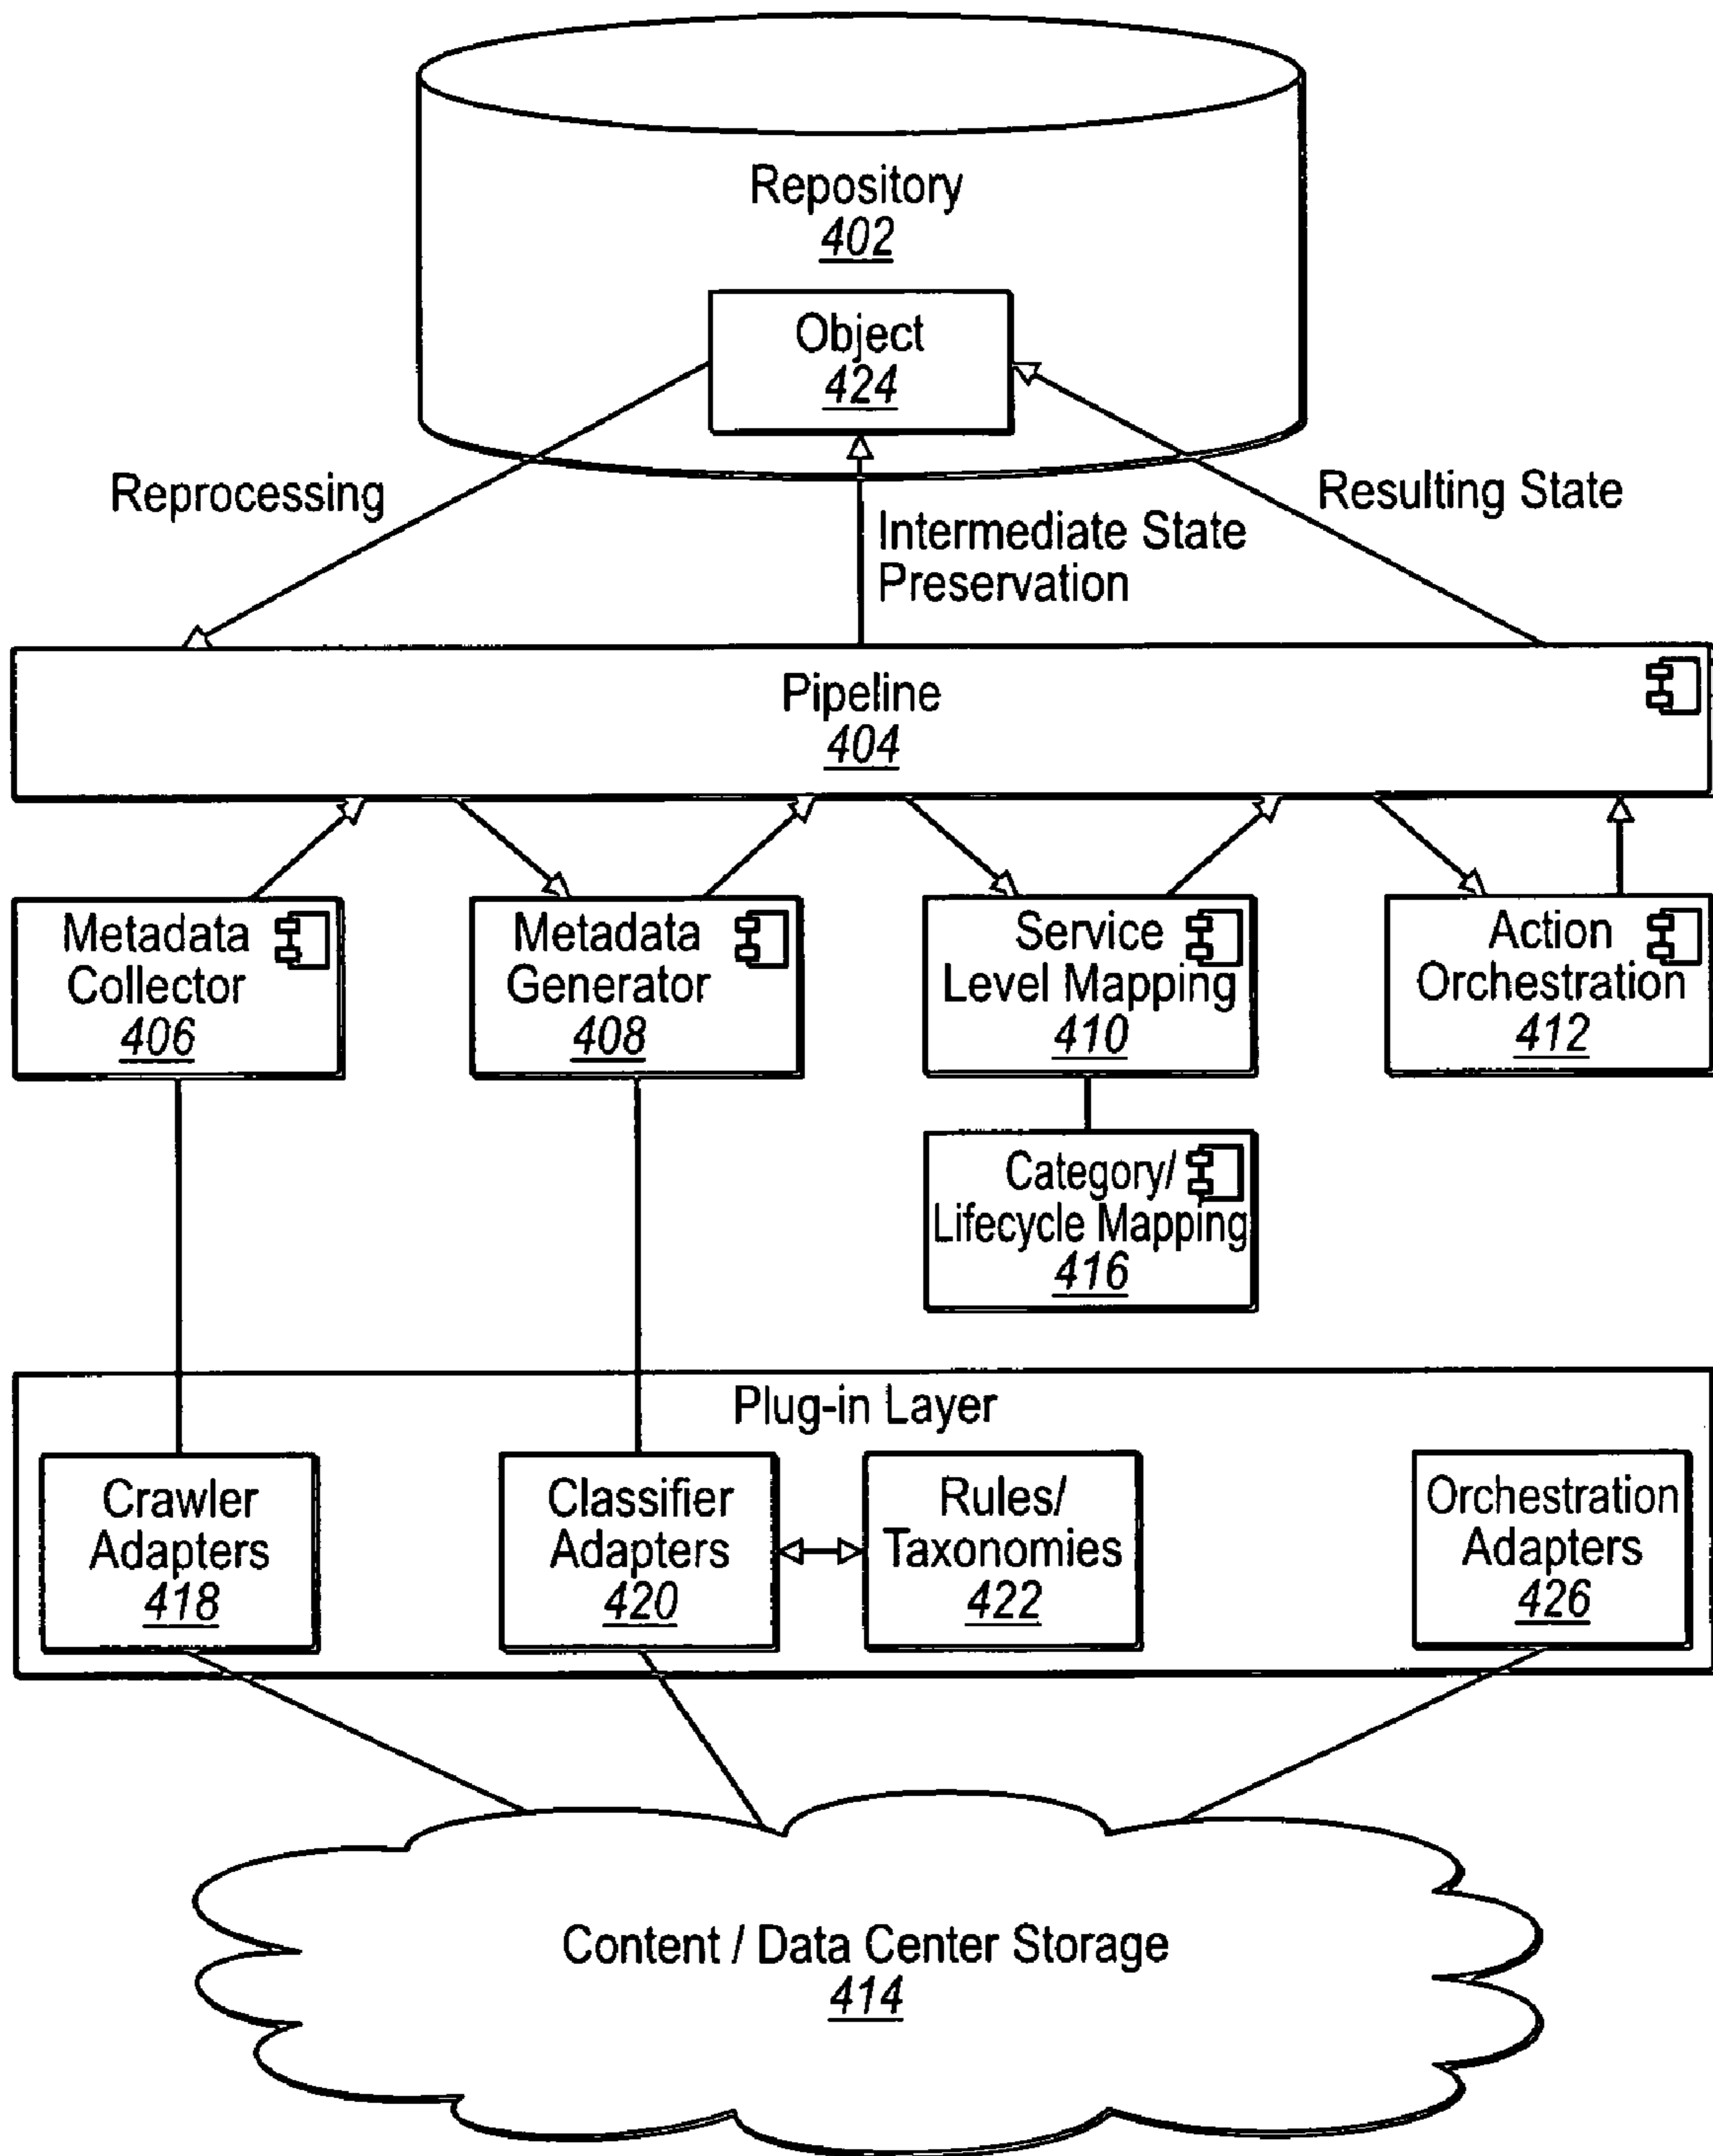 Repository
402
Object
424
Reprocessing
Resulting State
Intermediate State
Preservation
Pipeline
404
Metadata
Collector
406
Metadata
Generator
408
Service
Level Mapping
410
Action
Orchestration
412
Category/
Lifecycle Mapping
416
Plug-in Layer
Crawler
Adapters
418
Classifier
Adapters
420
Rules/
Taxonomies
422
Orchestration
Adapters
426
Content / Data Center Storage
414